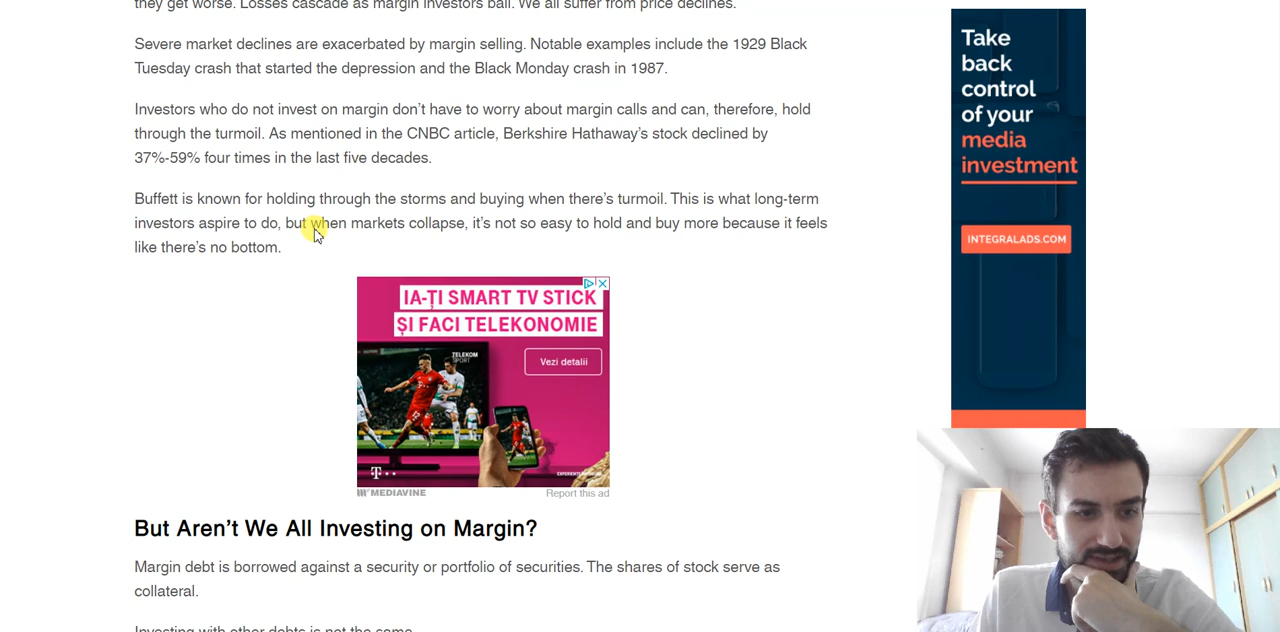 they get worse. Losses cascade as margin investors bail. We all suffer from price declines.
Severe market declines are exacerbated by margin selling. Notable examples include the 1929 Black
Tuesday crash that started the depression and the Black Monday crash in 1987.
Investors who do not invest on margin don’t have to worry about margin calls and can, therefore, hold
through the turmoil. As mentioned in the CNBC article, Berkshire Hathaway’s stock declined by
37%-59% four times in the last five decades.
Buffett is known for holding through the storms and buying when there’s turmoil. This is what long-term
investors aspire to do, but when markets collapse, it’s not so easy to hold and buy more because it feels
like there’s no bottom.
IA-ȚI SMART TV STICK
ȘI FACI TELEKONOMIE
TELEKOM
SPORT
Vezi detalii
T
MEDIAVINE
Report this ad
But Aren’t We All Investing on Margin?
Margin debt is borrowed against a security or portfolio of securities. The shares of stock serve as
collateral.
Investing with other debts is not the same.
Take
back
control
of your
media
investment
INTEGRALADS.COM